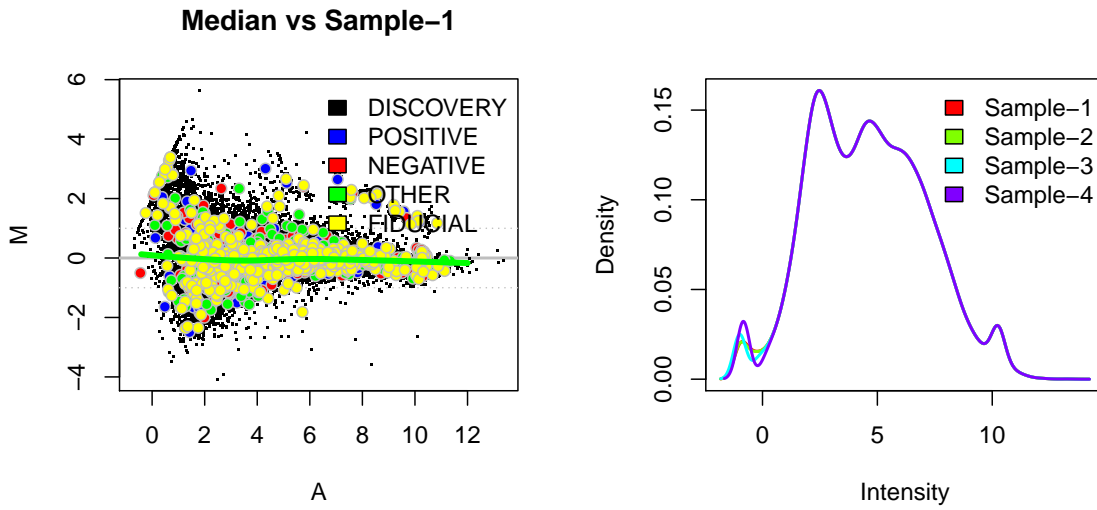 Median vs Sample−1
M
6
4
2
0
−2
−4
DISCOVERY
POSITIVE
NEGATIVE
OTHER
FIDUCIAL
0 2 4 6 8 10 12
A
Density
0.15
0.10
0.05
0.00
Sample−1
Sample−2
Sample−3
Sample−4
0 5 10
Intensity